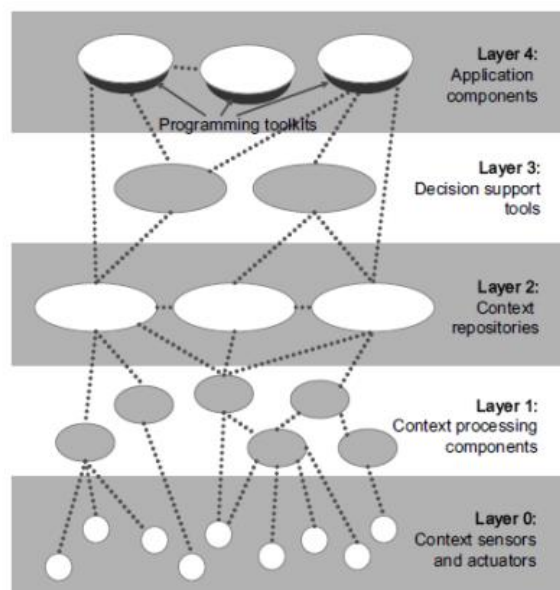 Layer 4:
Application
components
Programming toolkits
Layer 3:
Decision support
tools
Layer 2:
Context
repositories
Layer 1:
Context processing
components
Layer 0:
Context sensors
and actuators